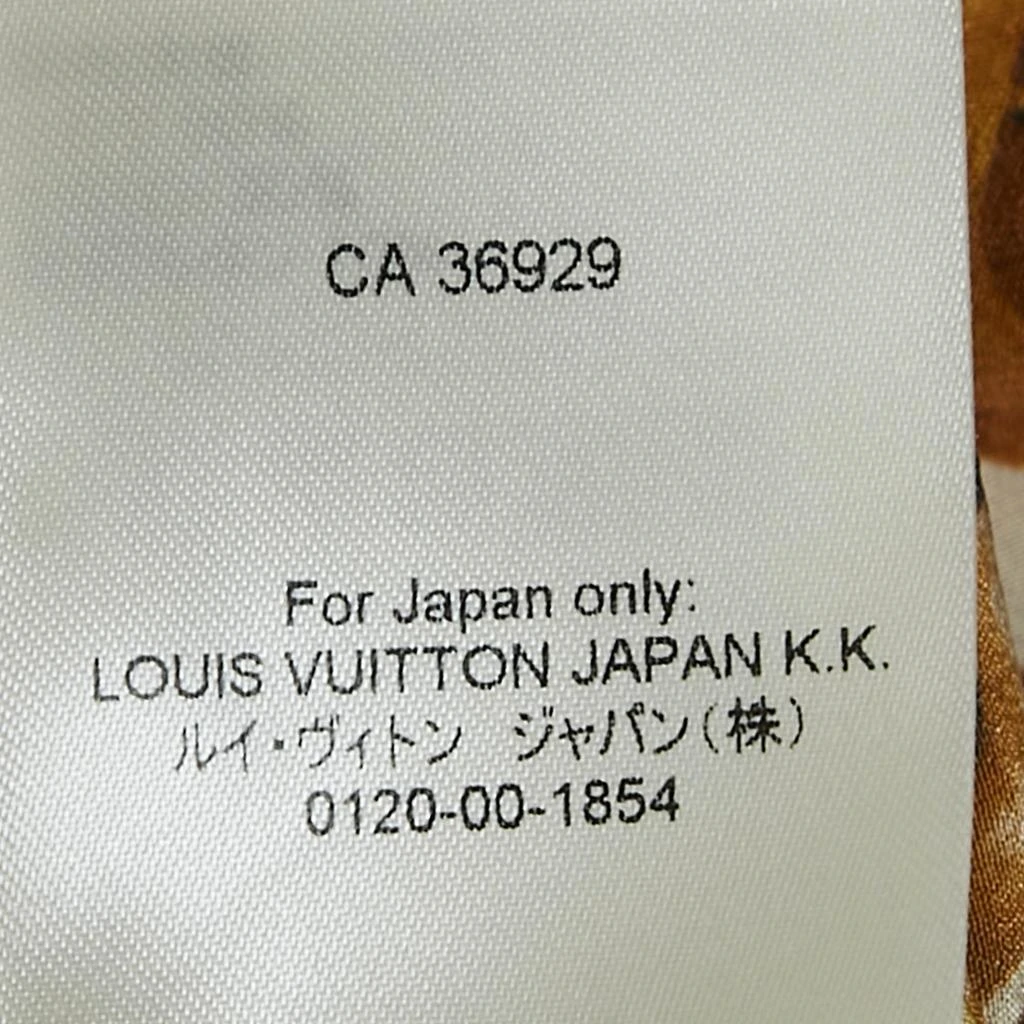 CA 36929
For Japan only:
LOUIS VUITTON JAPAN K.K.
ルイ・ヴィトン　ジャパン（株）
0120-00-1854